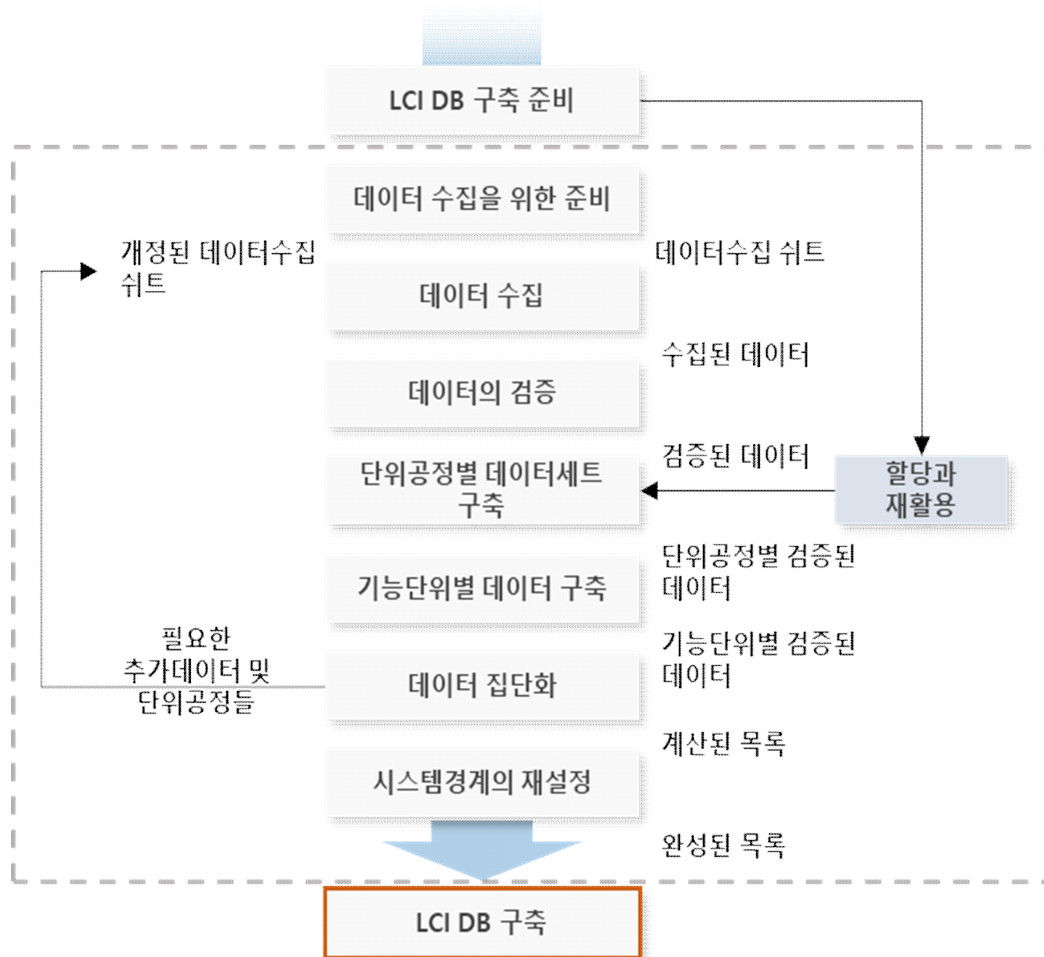 LCI DB 구축 준비
데이터 수집을 위한 준비
개정된 데이터수집
쉬트
데이터수집 쉬트
데이터 수집
수집된 데이터
데이터의 검증
검증된 데이터
단위공정별 데이터세트
구축
할당과
재활용
단위공정별 검증된
데이터
기능단위별 데이터 구축
필요한
추가데이터 및
단위공정들
기능단위별 검증된
데이터
데이터 집단화
계산된 목록
시스템경계의 재설정
완성된 목록
LCI DB 구축